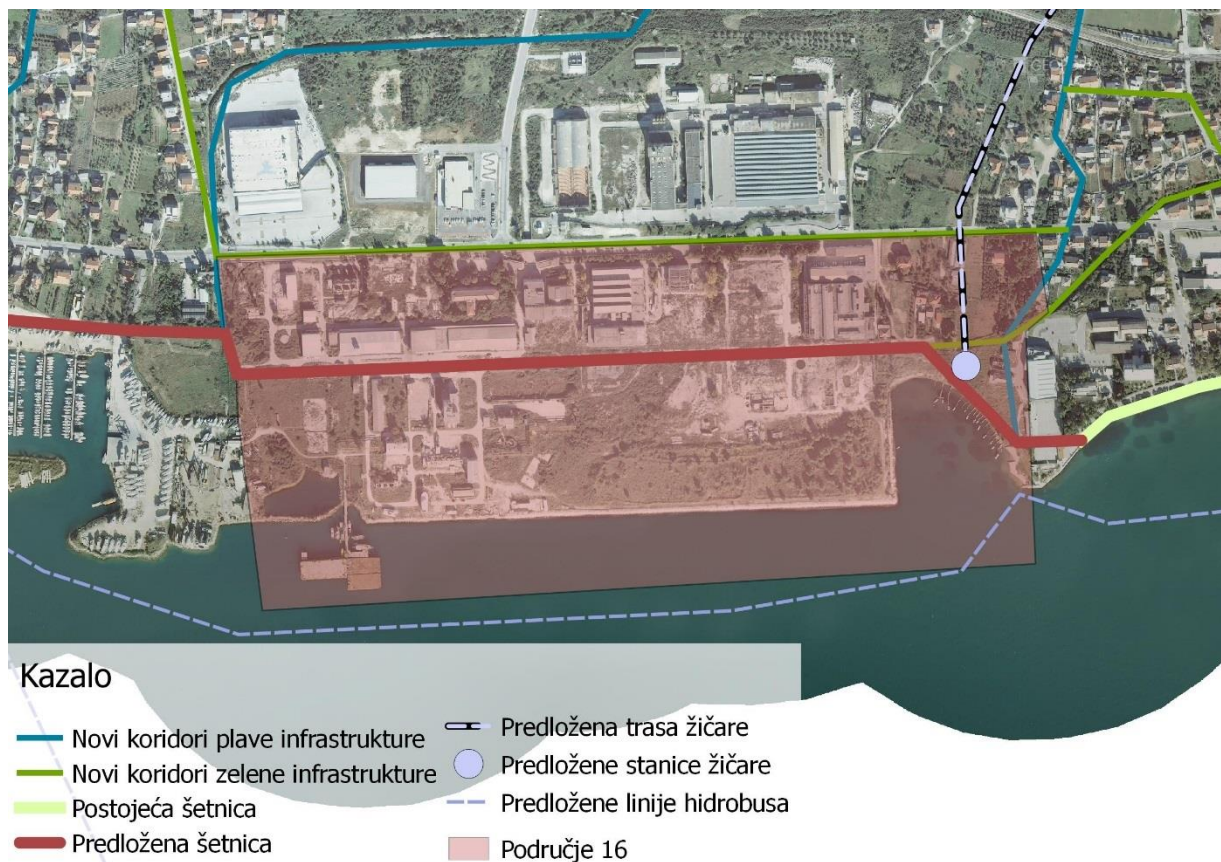 Kazalo
Novi koridori plave infrastrukture
Novi koridori zelene infrastrukture
Postojeća šetnica
Predložena šetnica
Predložena trasa žičare
Predložene stanice žičare
Predložene linije hidrobusa
Područje 16